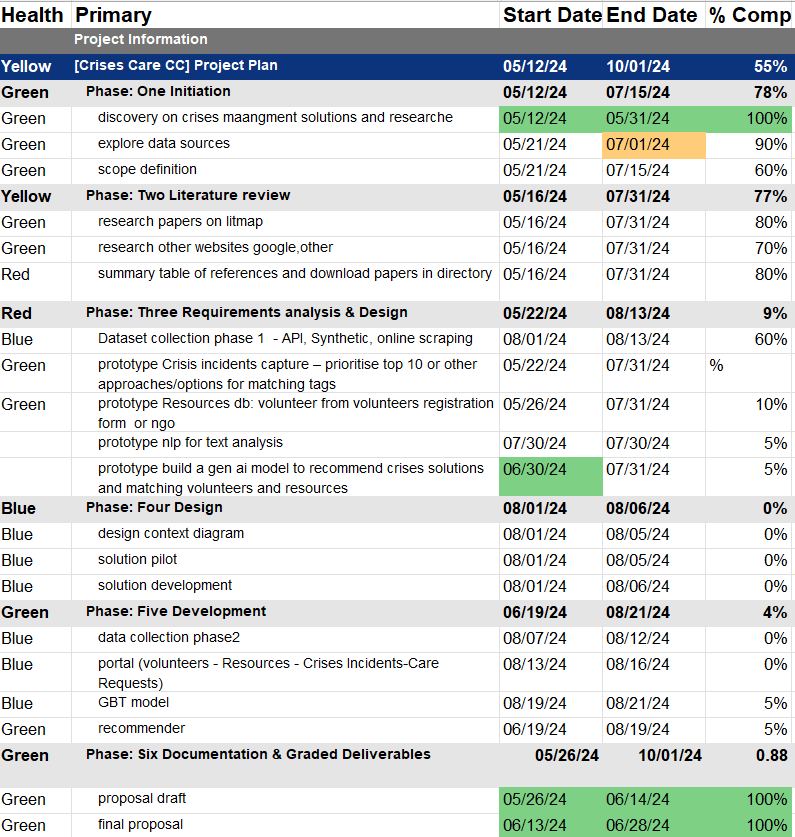 Health Primary Start Date End Date % Comp
Project Information
Yellow [Crises Care CC] Project Plan 05/12/24 10/01/24 55%
Green Phase: One Initiation 05/12/24 07/15/24 78%
Green discovery on crises maangment solutions and researche 05/12/24 05/31/24 100%
Green explore data sources 05/21/24 07/01/24 90%
Green scope definition 05/21/24 07/15/24 60%
Yellow Phase: Two Literature review 05/16/24 07/31/24 77%
Green research papers on litmap 05/16/24 07/31/24 80%
Green research other websites google,other 05/16/24 07/31/24 70%
Red summary table of references and download papers in directory 05/16/24 07/31/24 80%
Red Phase: Three Requirements analysis & Design 05/22/24 08/13/24 9%
Blue Dataset collection phase 1 - API, Synthetic, online scraping 08/01/24 08/13/24 60%
Green prototype Crisis incidents capture – prioritise top 10 or other 05/22/24 07/31/24 %
approaches/options for matching tags
Green prototype Resources db: volunteer from volunteers registration 05/26/24 07/31/24 10%
form or ngo
prototype nlp for text analysis 07/30/24 07/30/24 5%
prototype build a gen ai model to recommend crises solutions 06/30/24 07/31/24 5%
and matching volunteers and resources
Blue Phase: Four Design 08/01/24 08/06/24 0%
Blue design context diagram 08/01/24 08/05/24 0%
Blue solution pilot 08/01/24 08/05/24 0%
Blue solution development 08/01/24 08/06/24 0%
Green Phase: Five Development 06/19/24 08/21/24 4%
Blue data collection phase2 08/07/24 08/12/24 0%
Blue portal (volunteers - Resources - Crises Incidents-Care 08/13/24 08/16/24 0%
Requests)
Blue GBT model 08/19/24 08/21/24 5%
Green recommender 06/19/24 08/19/24 5%
Green Phase: Six Documentation & Graded Deliverables 05/26/24 10/01/24 0.88
Green proposal draft 05/26/24 06/14/24 100%
Green final proposal 06/13/24 06/28/24 100%